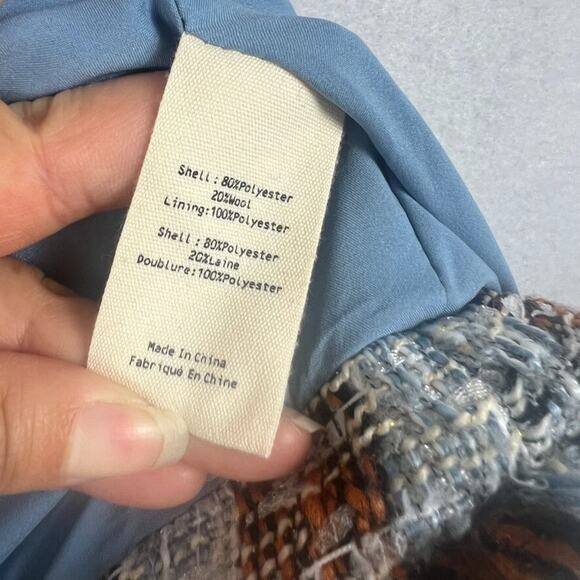 Shell : 80%Polyester
20%Wool
Lining:100%Polyester
Shell : 80%Polyester
20%Laine
Doublure:100%Polyester
Made In China
Fabriqué En Chine